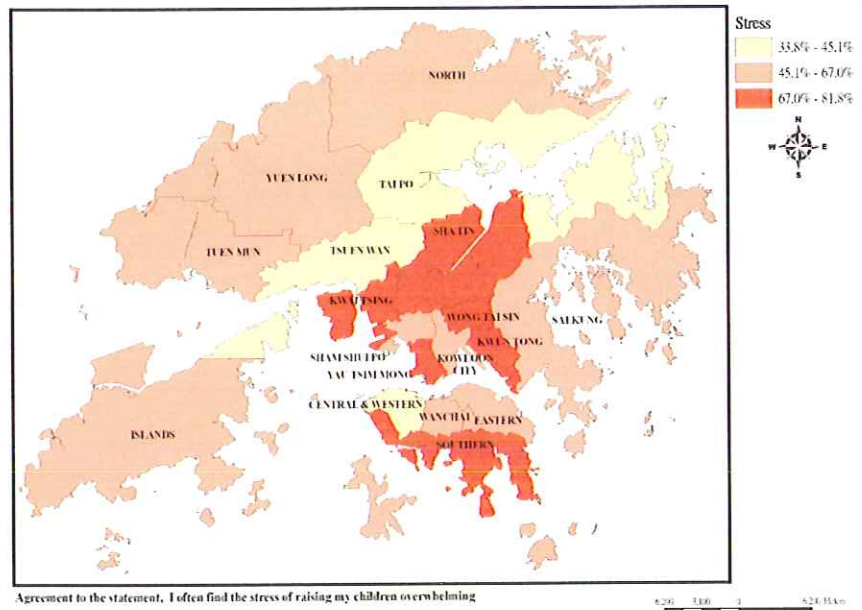 Stress
33.8% - 45.1%
45.1% - 67.0%
67.0% - 81.8%
N
W E
S
NORTH
YUEN LONG
TAI PO
SHA TIN
TUEN MUN
TSUEN WAN
KWAI TSING
WONG TAI SIN
SAI KUNG
KWUN TONG
SHAM SHUI PO
KOWLOON
CITY
YAU TSIM MONG
CENTRAL & WESTERN
WANCHAI
EASTERN
ISLANDS
SOUTHERN
Agreement to the statement, I often find the stress of raising my children overwhelming
0